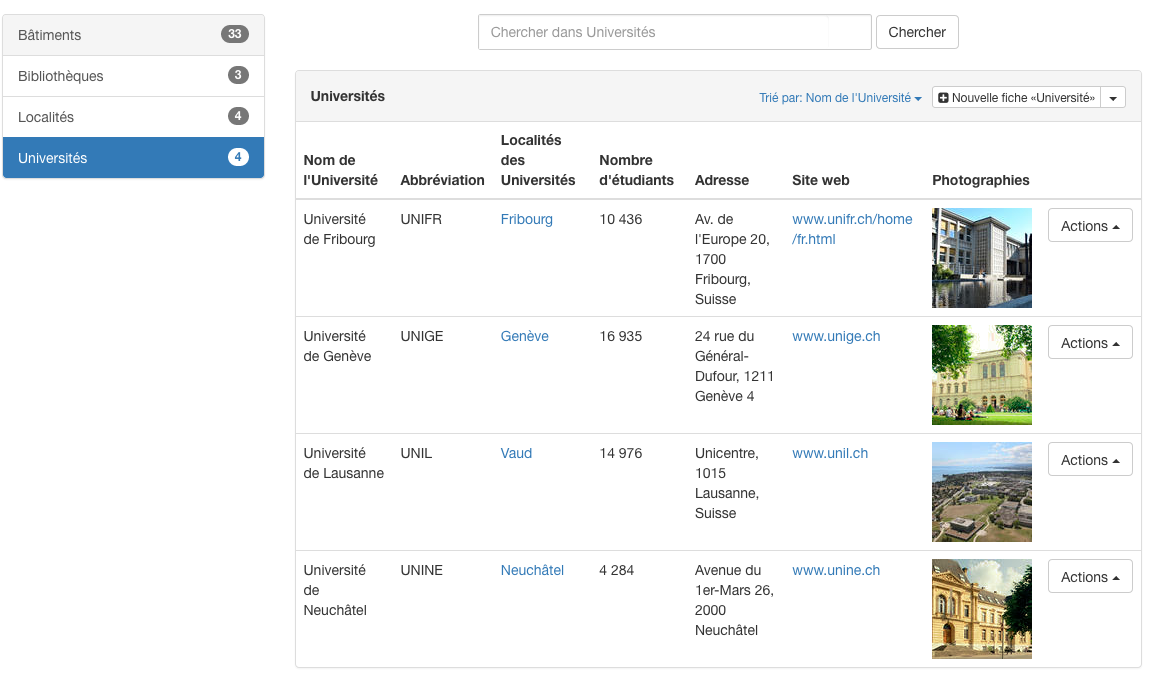 Bâtiments 33
Bibliothèques 3
Localités 4
Universités 4
Chercher dans Universités Chercher
Universités Trié par: Nom de l'Université Nouvelle fiche «Université»
Nom de
l'Université
Abbréviation
Localités
des
Universités
Nombre
d'étudiants
Adresse
Site web
Photographies
Université
de Fribourg
UNIFR
Fribourg
10 436
Av. de
l'Europe 20,
1700
Fribourg,
Suisse
www.unifr.ch/home
/fr.html
Actions
Université
de Genève
UNIGE
Genève
16 935
24 rue du
Général-
Dufour, 1211
Genève 4
www.unige.ch
Actions
Université
de Lausanne
UNIL
Vaud
14 976
Unicentre,
1015
Lausanne,
Suisse
www.unil.ch
Actions
Université
de
Neuchâtel
UNINE
Neuchâtel
4 284
Avenue du
1er-Mars 26,
2000
Neuchâtel
www.unine.ch
Actions